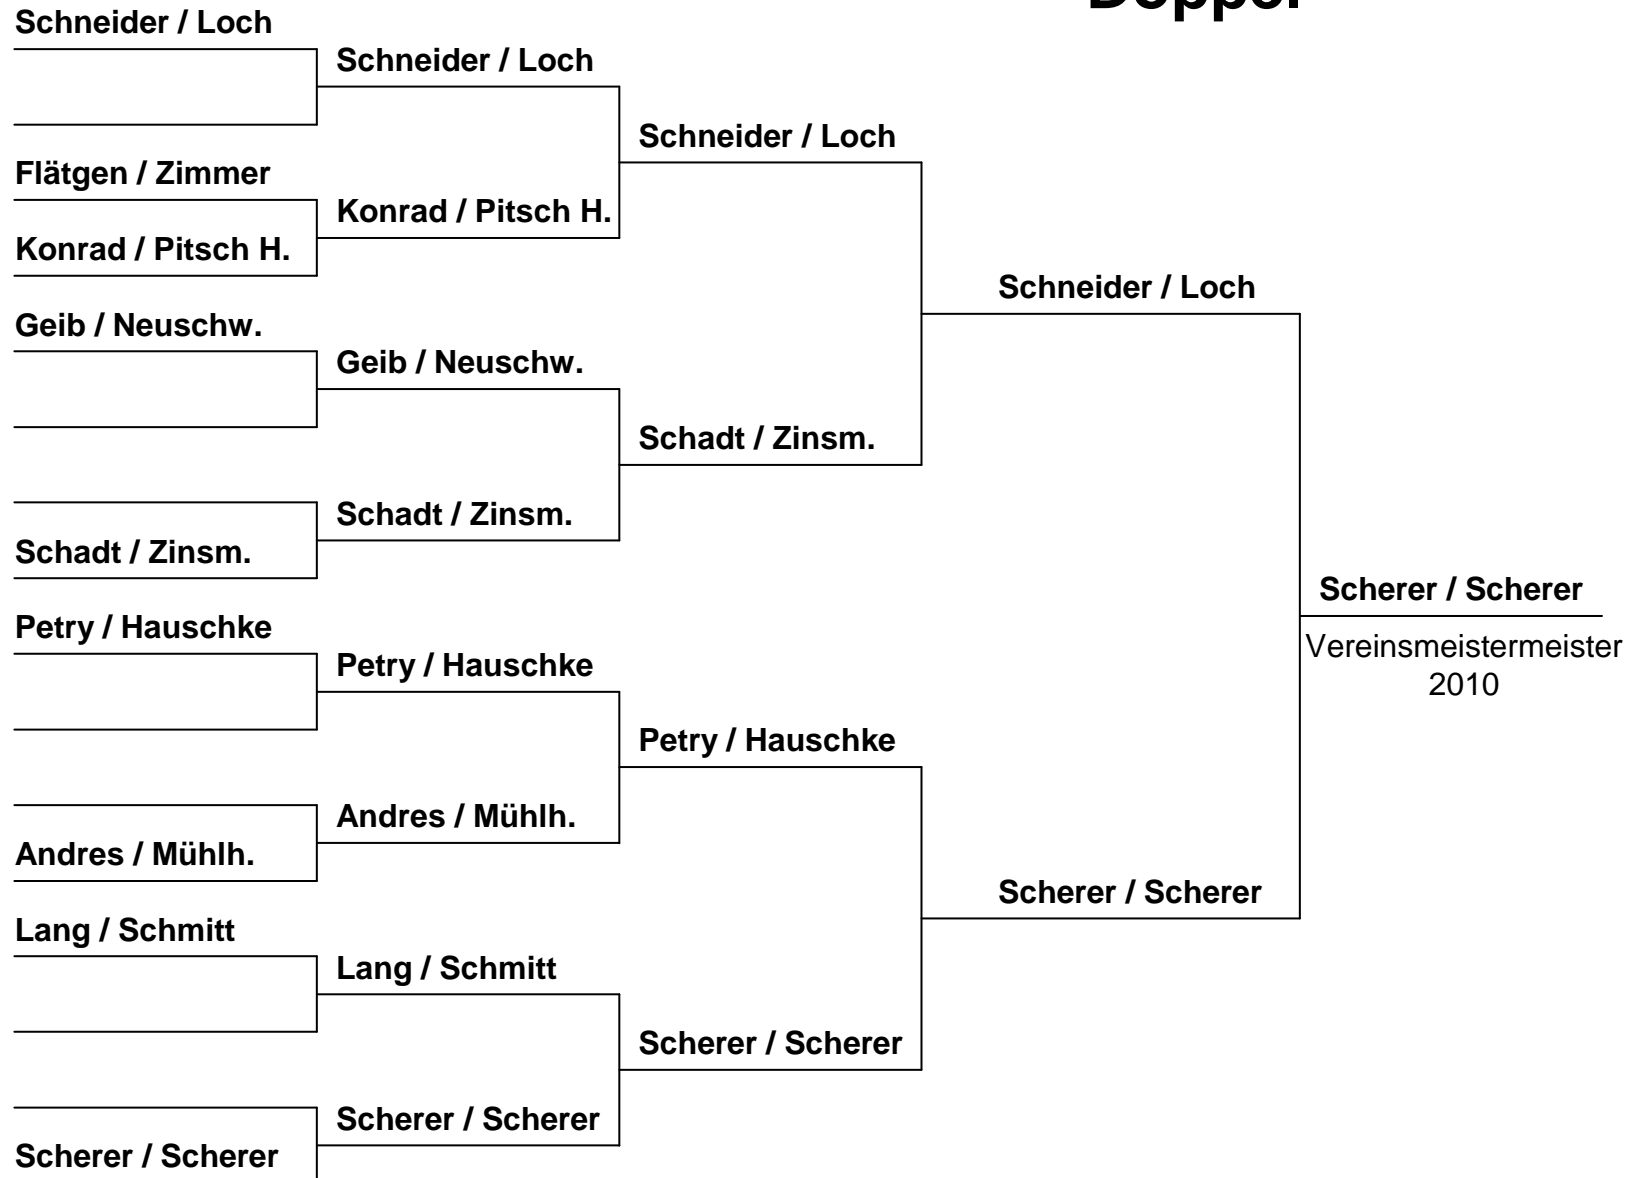 Doppel
Schneider / Loch
Schneider / Loch
Schneider / Loch
Flätgen / Zimmer
Konrad / Pitsch H.
Konrad / Pitsch H.
Schneider / Loch
Geib / Neuschw.
Geib / Neuschw.
Schadt / Zinsm.
Schadt / Zinsm.
Schadt / Zinsm.
Scherer / Scherer
Vereinsmeistermeister
2010
Petry / Hauschke
Petry / Hauschke
Petry / Hauschke
Andres / Mühlh.
Andres / Mühlh.
Scherer / Scherer
Lang / Schmitt
Lang / Schmitt
Scherer / Scherer
Scherer / Scherer
Scherer / Scherer